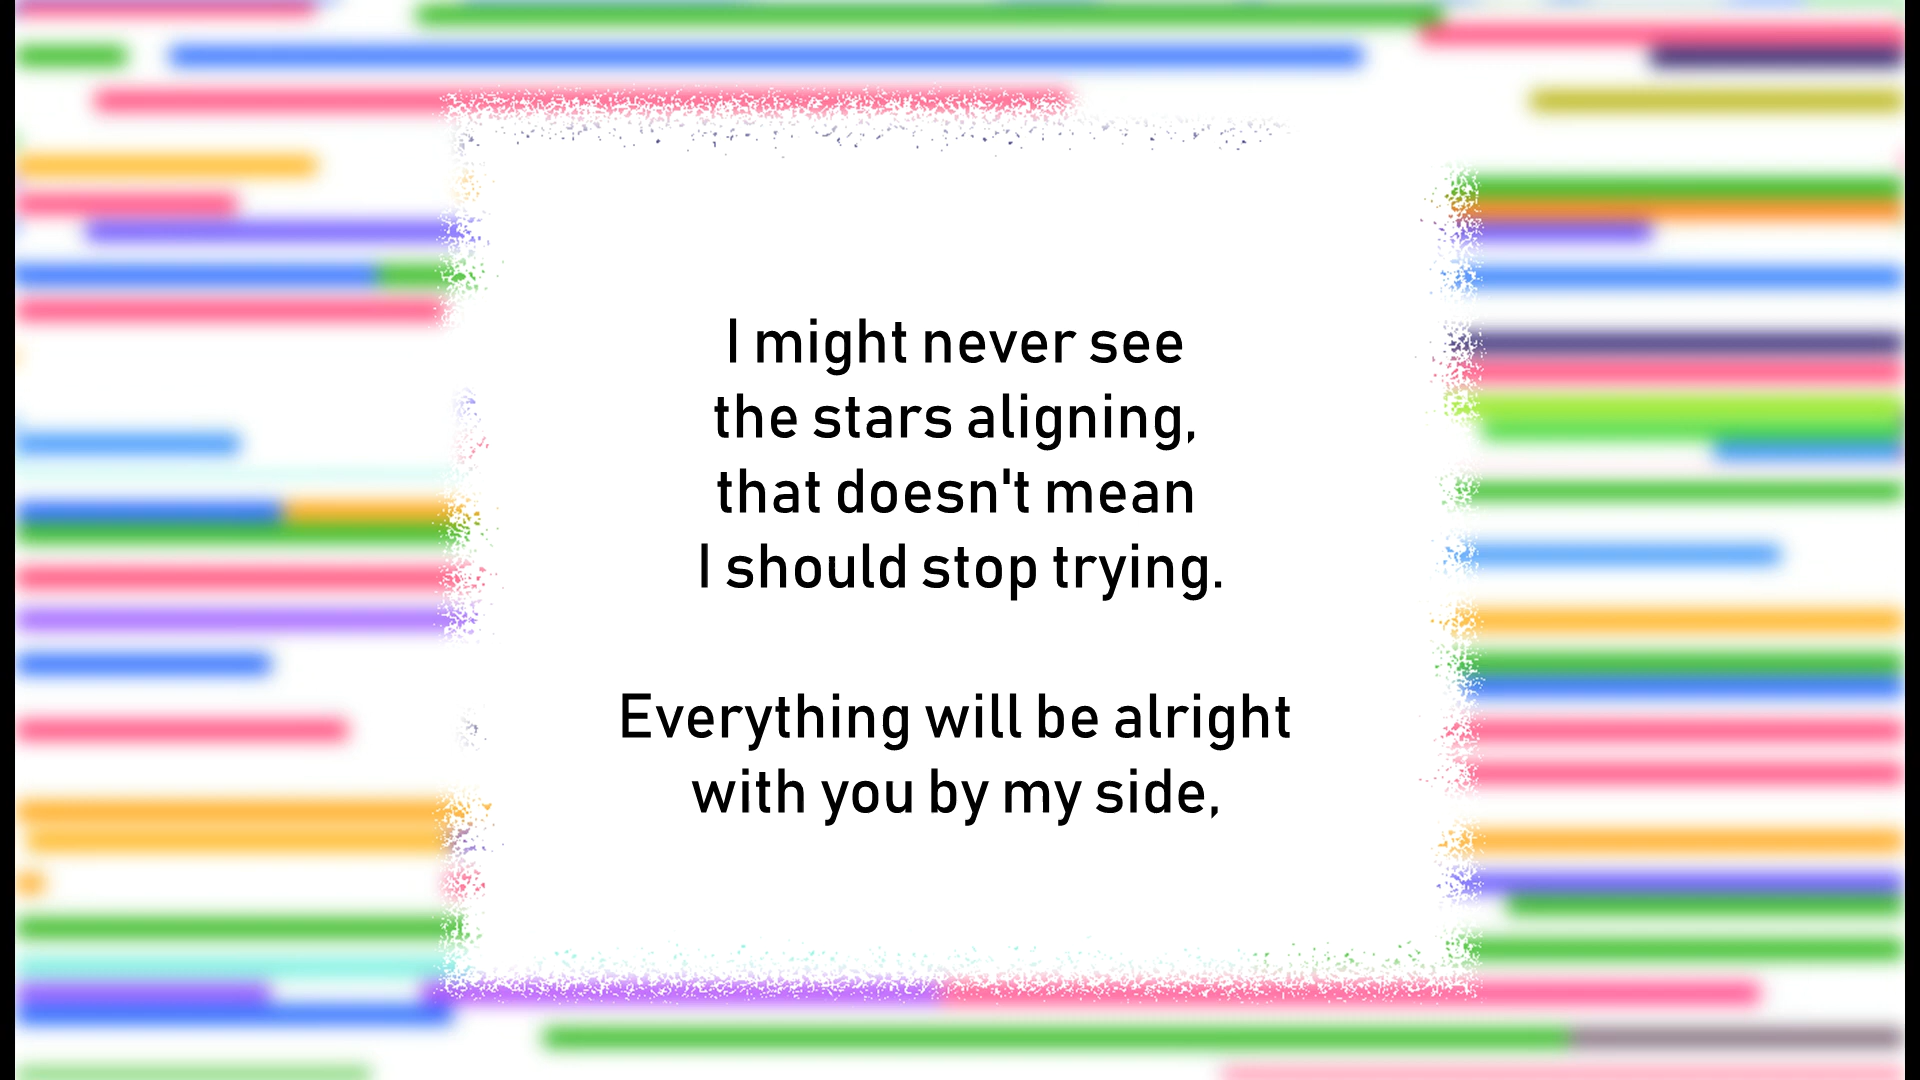 I might never see
the stars aligning,
that doesn't mean
I should stop trying.
Everything will be alright
with you by my side,